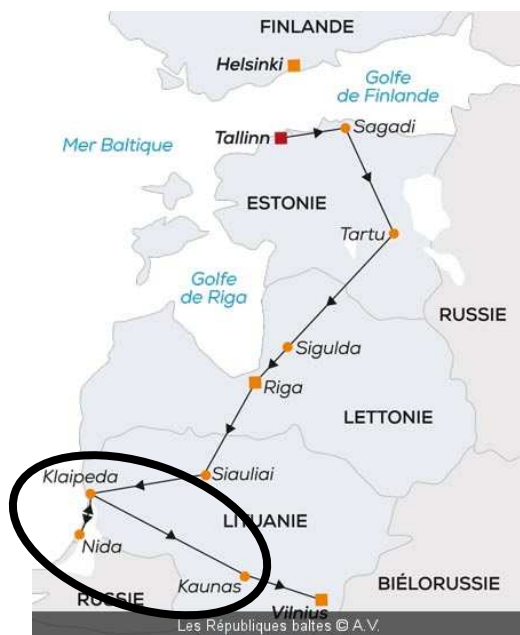 FINLANDE
Helsinki
Golfe
de Finlande
Sagadi
Tallinn
Mer Baltique
ESTONIE
Tartu
Golfe
de Riga
RUSSIE
Sigulda
Riga
LETTONIE
Siauliai
Klaipeda
LITUANIE
Nida
Kaunas
BIÉLORUSSIE
RUSSIE
Vilnius
Les Républiques baltes © A.V.